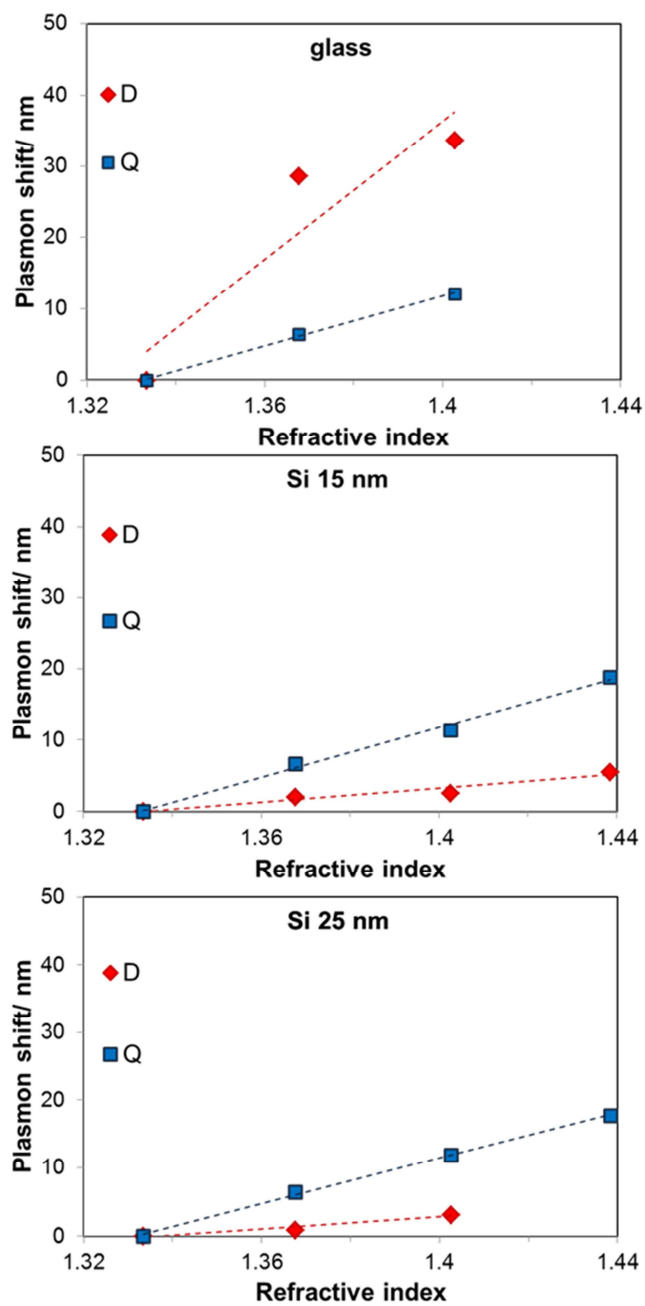 50
glass
40
D
30
Q
20
10
0
1.32
1.36
1.4
1.44
Plasmon shift/ nm
Refractive index
50
Si 15 nm
40
D
30
Q
20
10
0
1.32
1.36
1.4
1.44
Plasmon shift/ nm
Refractive index
50
Si 25 nm
40
D
30
Q
20
10
0
1.32
1.36
1.4
1.44
Plasmon shift/ nm
Refractive index